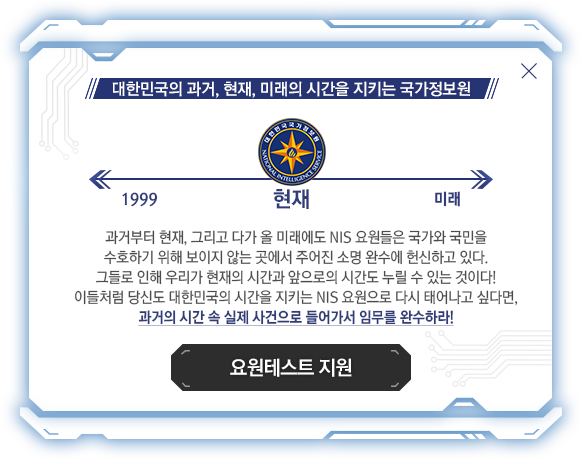 대한민국의 과거, 현재, 미래의 시간을 지키는 국가정보원
대한민국국가정보원
NATIONAL INTELLIGENCE SERVICE
1999
현재
미래
과거부터 현재, 그리고 다가 올 미래에도 NIS 요원들은 국가와 국민을
수호하기 위해 보이지 않는 곳에서 주어진 소명 완수에 헌신하고 있다.
그들로 인해 우리가 현재의 시간과 앞으로의 시간도 누릴 수 있는 것이다!
이들처럼 당신도 대한민국의 시간을 지키는 NIS 요원으로 다시 태어나고 싶다면,
과거의 시간 속 실제 사건으로 들어가서 임무를 완수하라!
요원테스트 지원